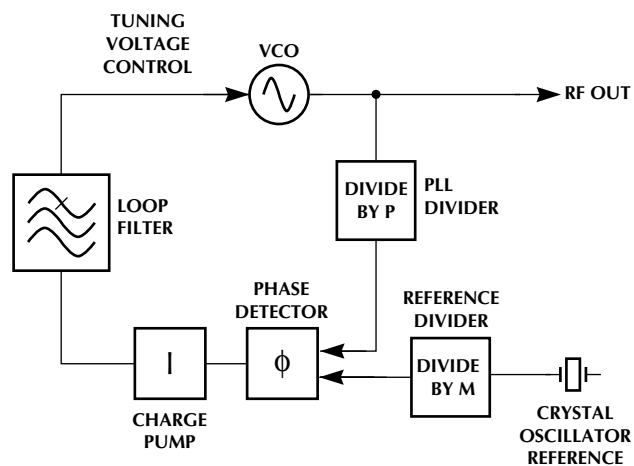 TUNING
VOLTAGE
CONTROL
VCO
RF OUT
LOOP
FILTER
DIVIDE
BY P
PLL
DIVIDER
PHASE
DETECTOR
REFERENCE
DIVIDER
I
CHARGE
PUMP
ϕ
DIVIDE
BY M
CRYSTAL
OSCILLATOR
REFERENCE